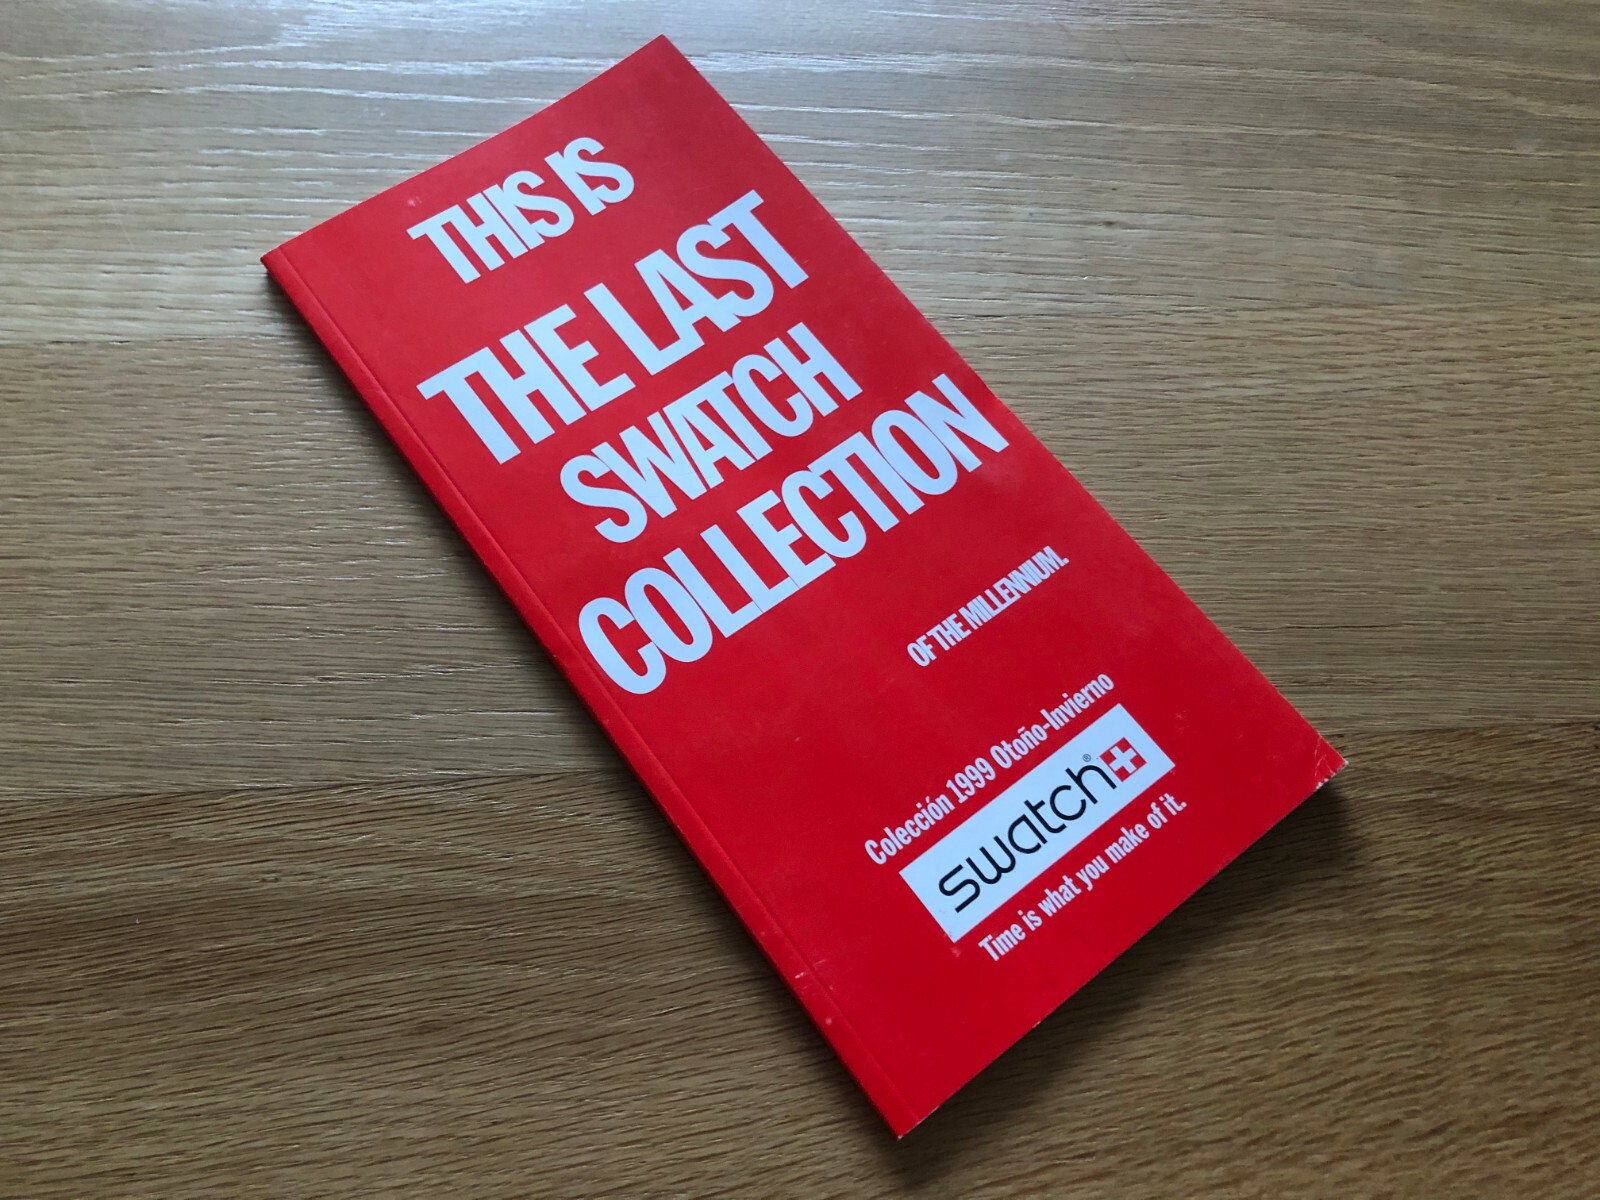 THIS IS
THE LAST
SWATCH
COLLECTION
OF THE MILLENNIUM.
Colección 1999 Otoño-Invierno
swatch®
Time is what you make of it.